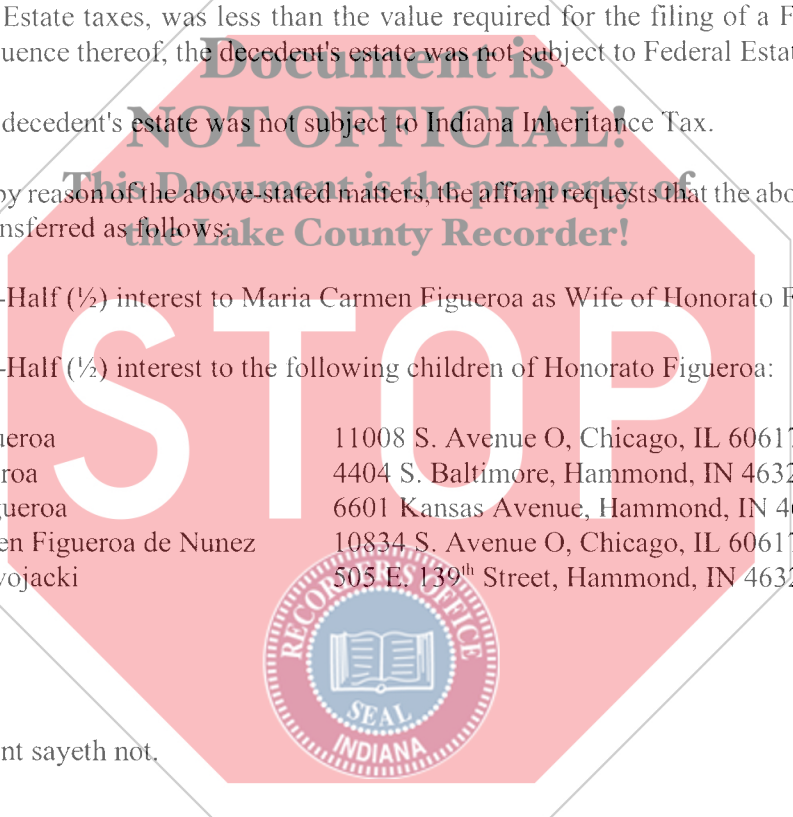 Estate taxes, was less than the value required for the filing of a F
uence thereof, the decedent's estate was not subject to Federal Estat
Document is
NOT OFFICIAL!
decedent's estate was not subject to Indiana Inheritance Tax.
This Document is the property of
by reason of the above-stated matters, the affiant requests that the abo
the Lake County Recorder!
nsferred as follows:
-Half (½) interest to Maria Carmen Figueroa as Wife of Honorato F
STOP
-Half (½) interest to the following children of Honorato Figueroa:
ueroa 11008 S. Avenue O, Chicago, IL 60617
roa 4404 S. Baltimore, Hammond, IN 4632
gueroa 6601 Kansas Avenue, Hammond, IN 46
en Figueroa de Nunez 10834 S. Avenue O, Chicago, IL 60617
vojacki 505 E. 139th Street, Hammond, IN 4632
RECORDER'S OFFICE
SEAL
INDIANA
nt sayeth not.